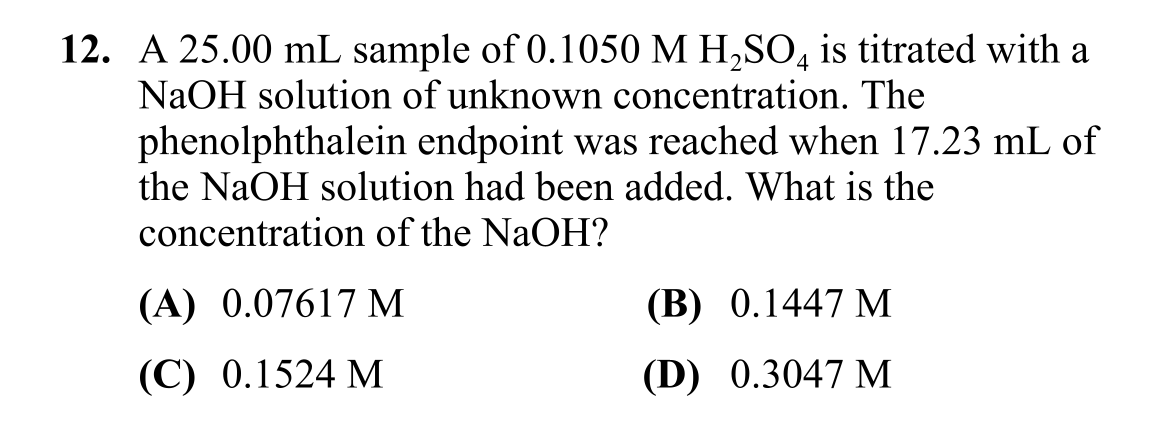 12. A 25.00 mL sample of 0.1050 M H₂SO₄ is titrated with a
NaOH solution of unknown concentration. The
phenolphthalein endpoint was reached when 17.23 mL of
the NaOH solution had been added. What is the
concentration of the NaOH?
(A) 0.07617 M (B) 0.1447 M
(C) 0.1524 M (D) 0.3047 M